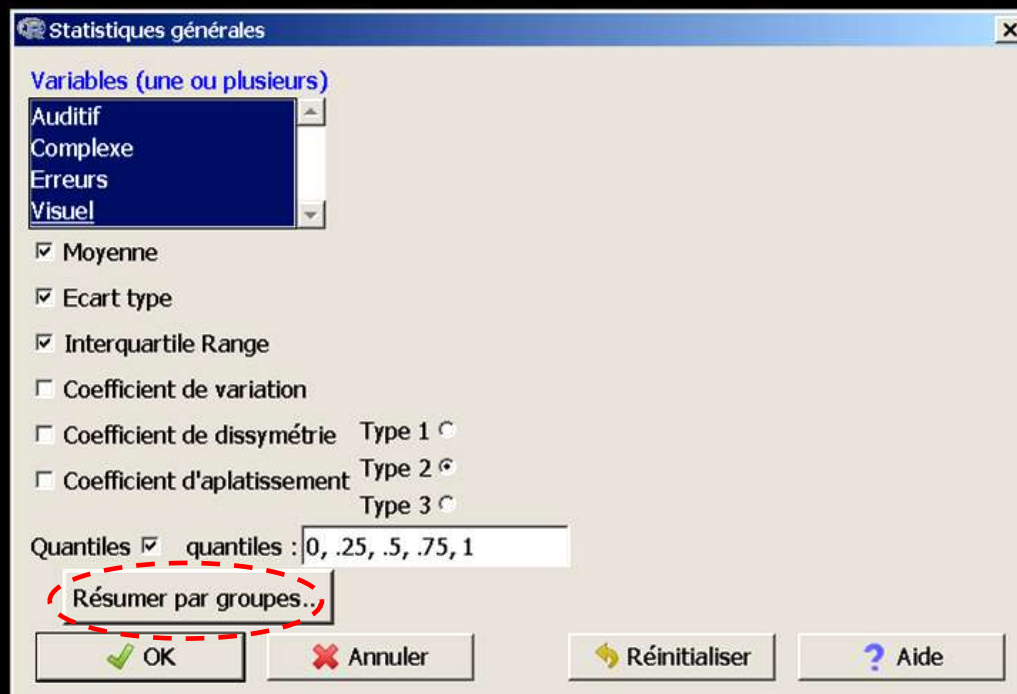 Statistiques générales
Variables (une ou plusieurs)
Auditif
Complexe
Erreurs
Visuel
Moyenne
Ecart type
Interquartile Range
Coefficient de variation
Coefficient de dissymétrie Type 1
Coefficient d'aplatissement Type 2
Type 3
Quantiles quantiles : 0, .25, .5, .75, 1
Résumer par groupes..
OK Annuler Réinitialiser Aide